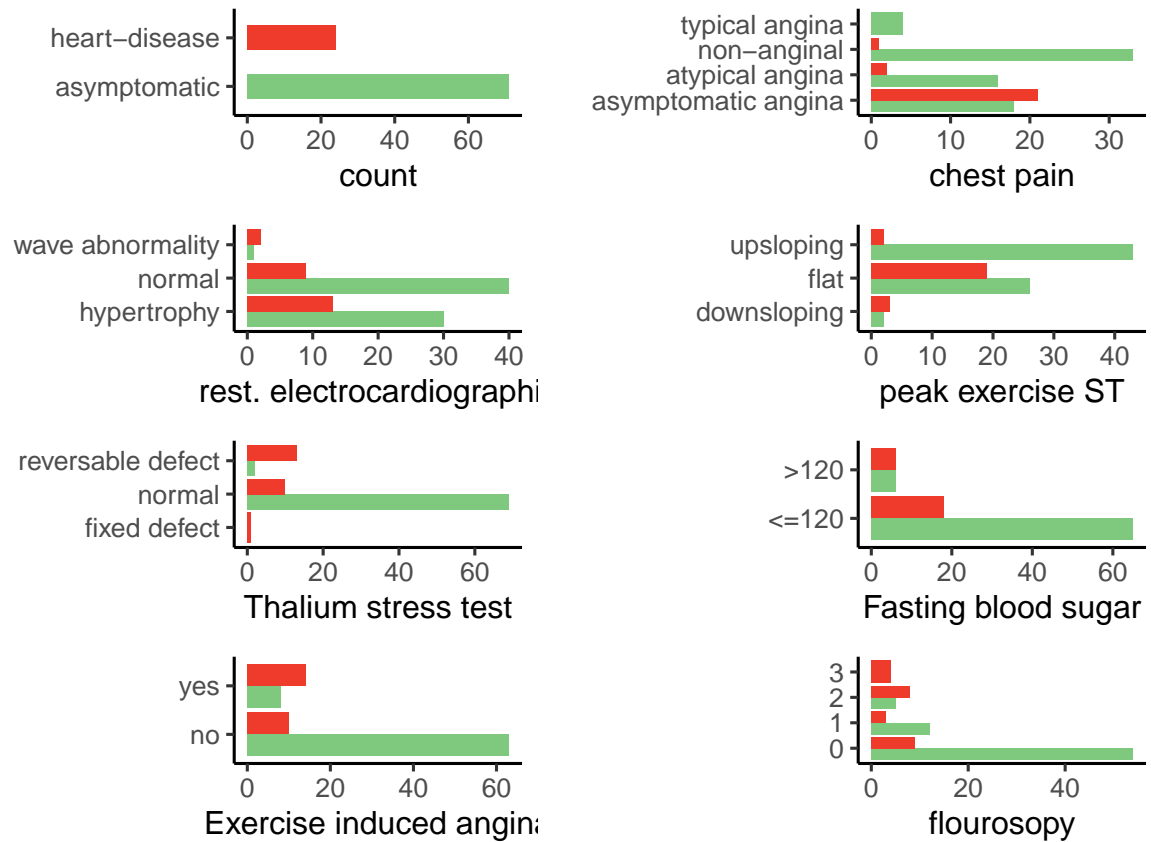 heart−disease
asymptomatic
0 20 40 60
count
typical angina
non−anginal
atypical angina
asymptomatic angina
0 10 20 30
chest pain
wave abnormality
normal
hypertrophy
0 10 20 30 40
rest. electrocardiographi
upsloping
flat
downsloping
0 10 20 30 40
peak exercise ST
reversable defect
normal
fixed defect
0 20 40 60
Thalium stress test
>120
<=120
0 20 40 60
Fasting blood sugar
yes
no
0 20 40 60
Exercise induced angina
3
2
1
0
0 20 40
flourosopy